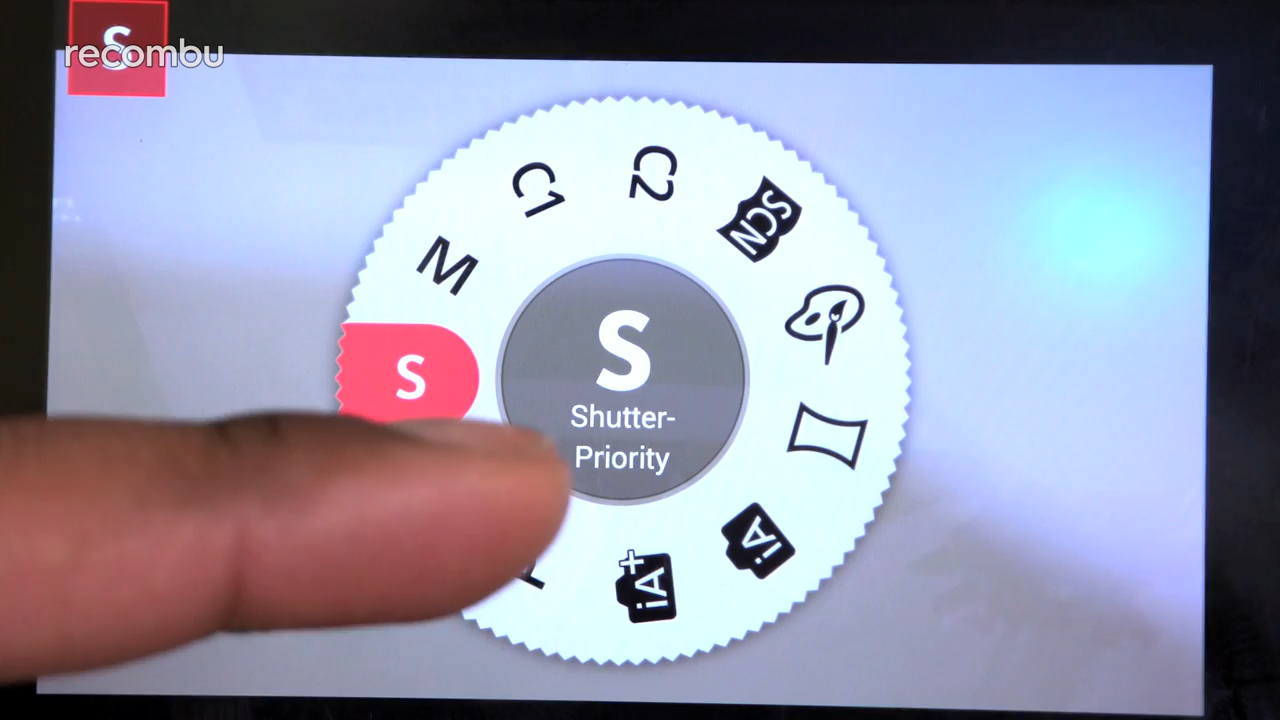 S
recombu
C2
C1
SCN
M
S
S
Shutter-
Priority
iA
iA+